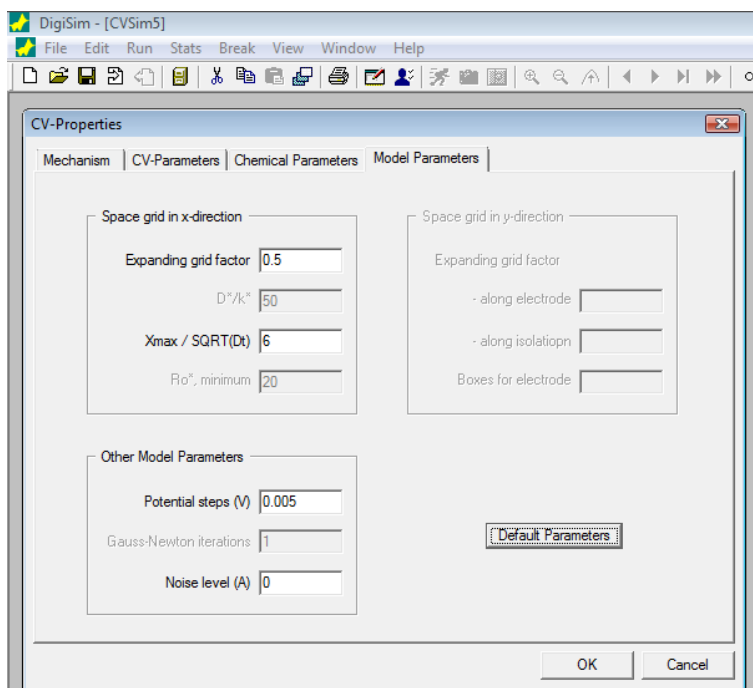 DigiSim - [CVSim5]
File Edit Run Stats Break View Window Help
CV-Properties
Mechanism CV-Parameters Chemical Parameters Model Parameters
Space grid in x-direction
Expanding grid factor 0.5
D*/k* 50
Xmax / SQRT(Dt) 6
Ro*, minimum 20
Space grid in y-direction
Expanding grid factor
- along electrode
- along isolatiopn
Boxes for electrode
Other Model Parameters
Potential steps (V) 0.005
Gauss-Newton iterations 1
Noise level (A) 0
Default Parameters
OK Cancel